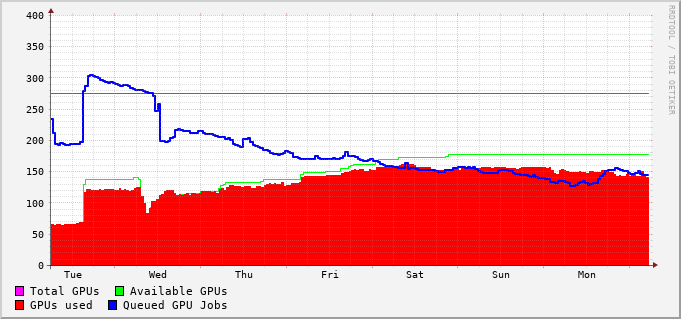 RRDTOOL / TOBI OETIKER
400
350
300
250
200
150
100
50
0
Tue Wed Thu Fri Sat Sun Mon
Total GPUs Available GPUs
GPUs used Queued GPU Jobs